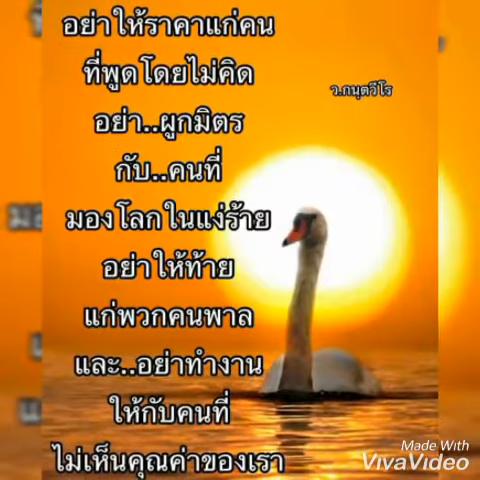 อย่าให้ราคาแก่คน
ที่พูดโดยไม่คิด
ว.กนฺตวีโร
อย่า..ผูกมิตร
กับ..คนที่
มองโลกในแง่ร้าย
อย่าให้ท้าย
แก่พวกคนพาล
และ..อย่าทำงาน
ให้กับคนที่
ไม่เห็นคุณค่าของเรา
Made With
VivaVideo